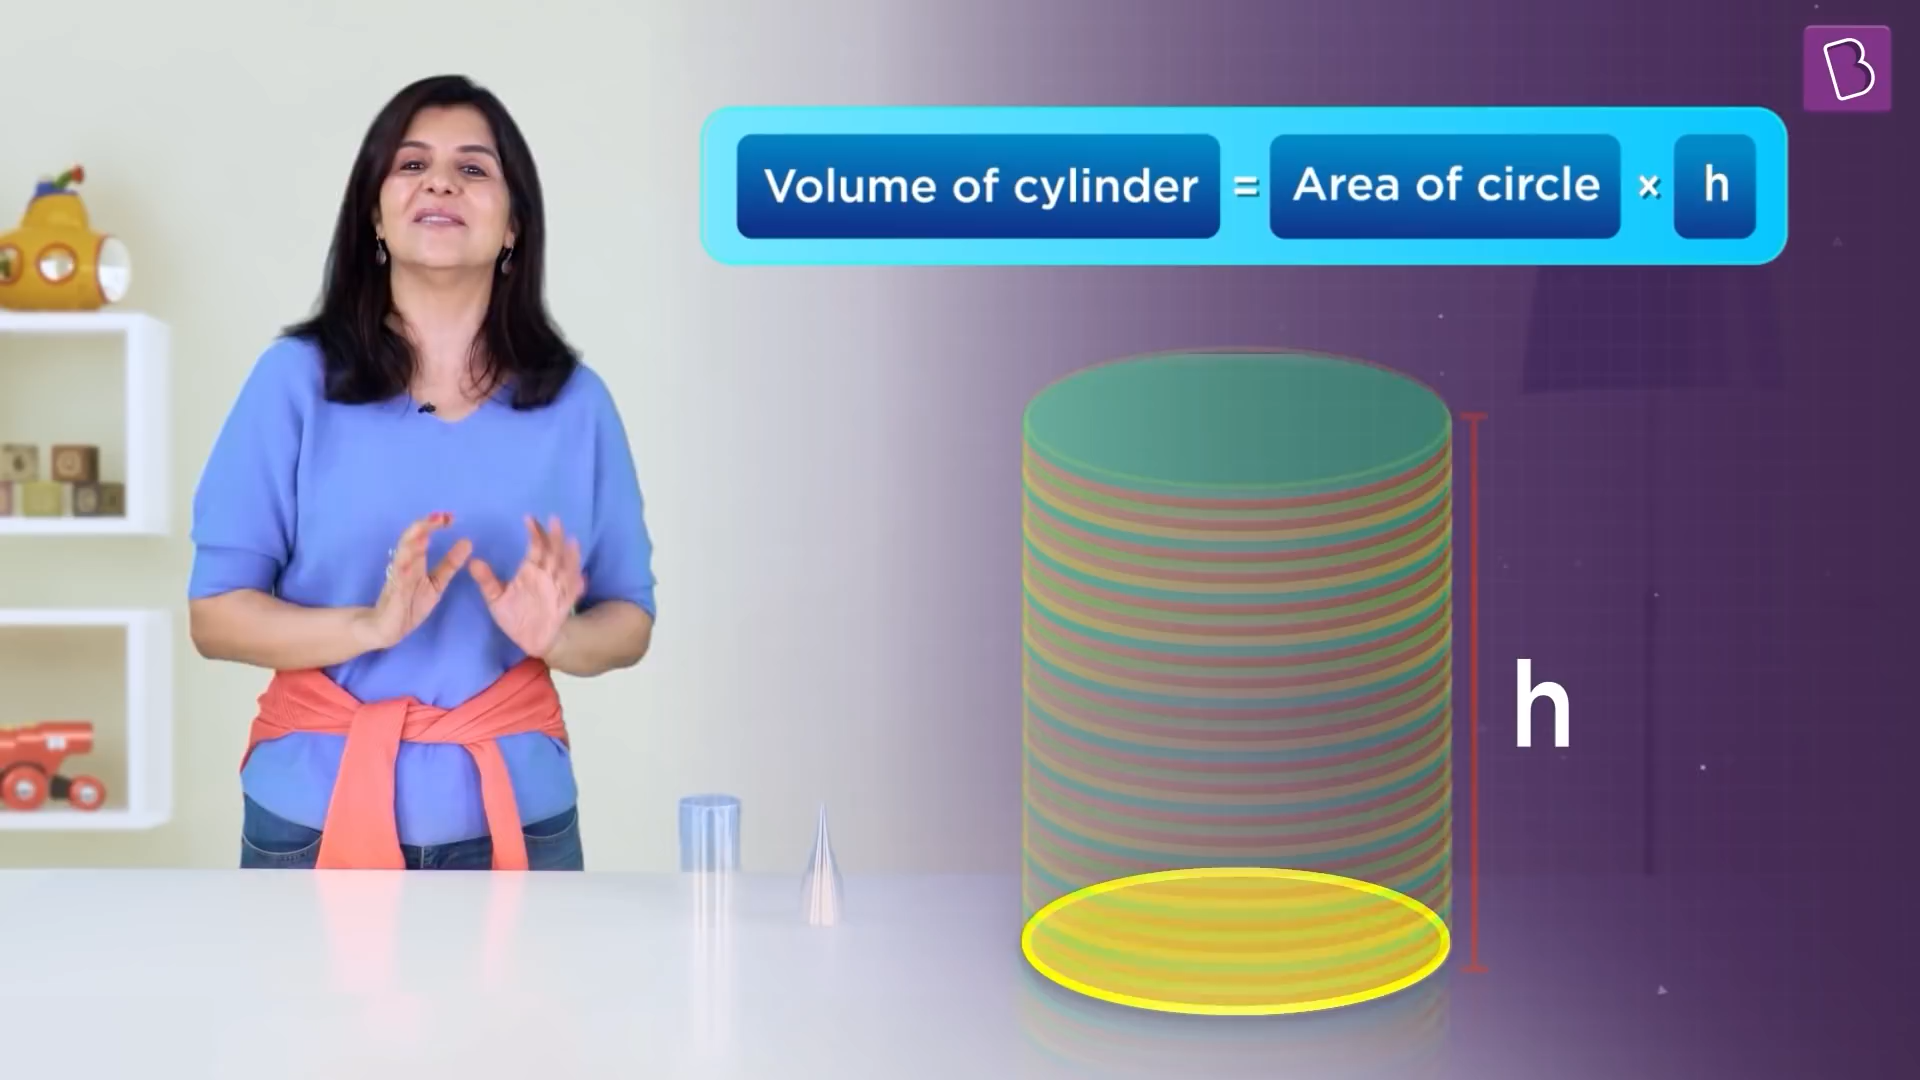 B
Volume of cylinder = Area of circle × h
h